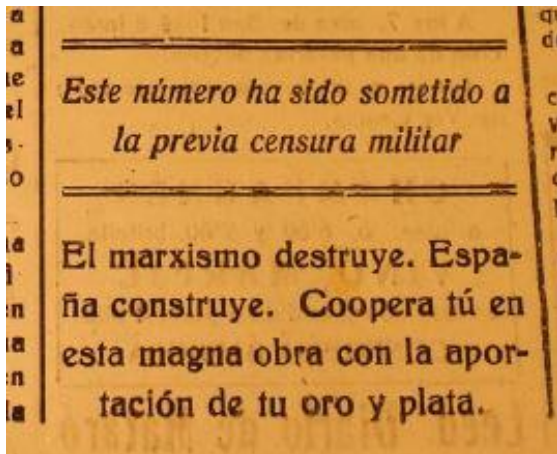 Este número ha sido sometido a
la previa censura militar
El marxismo destruye. Espa-
ña construye. Coopera tú en
esta magna obra con la apor-
tación de tu oro y plata.